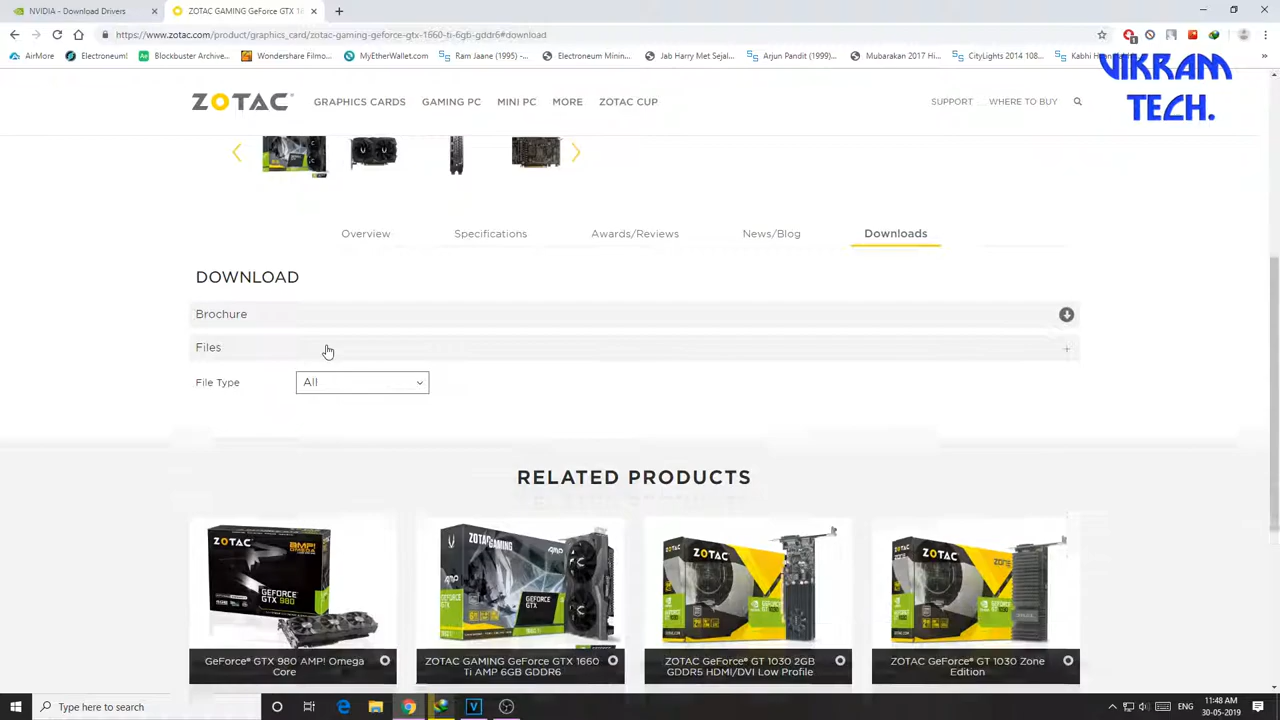 NVIDIA - Download Drivers
ZOTAC GAMING GeForce GTX 16
https://www.zotac.com/product/graphics_card/zotac-gaming-geforce-gtx-1660-ti-6gb-gddr6#download
AirMore
Electroneum!
Blockbuster Archive...
Wondershare Filmo...
MyEtherWallet.com
Ram Jaane (1995) -...
Electroneum Minin...
Jab Harry Met Sejal...
Arjun Pandit (1999)...
Mubarakan 2017 Hi...
CityLights 2014 108...
VIKRAM
TECH.
ZOTAC
GRAPHICS CARDS
GAMING PC
MINI PC
MORE
ZOTAC CUP
SUPPORT
WHERE TO BUY
Overview
Specifications
Awards/Reviews
News/Blog
Downloads
DOWNLOAD
Brochure
Files
File Type
All
RELATED PRODUCTS
GeForce® GTX 980 AMP! Omega
Core
ZOTAC GAMING GeForce GTX 1660
Ti AMP 6GB GDDR6
ZOTAC GeForce® GT 1030 2GB
GDDR5 HDMI/DVI Low Profile
ZOTAC GeForce® GT 1030 Zone
Edition
Type here to search
ENG
11:48 AM
30-05-2019